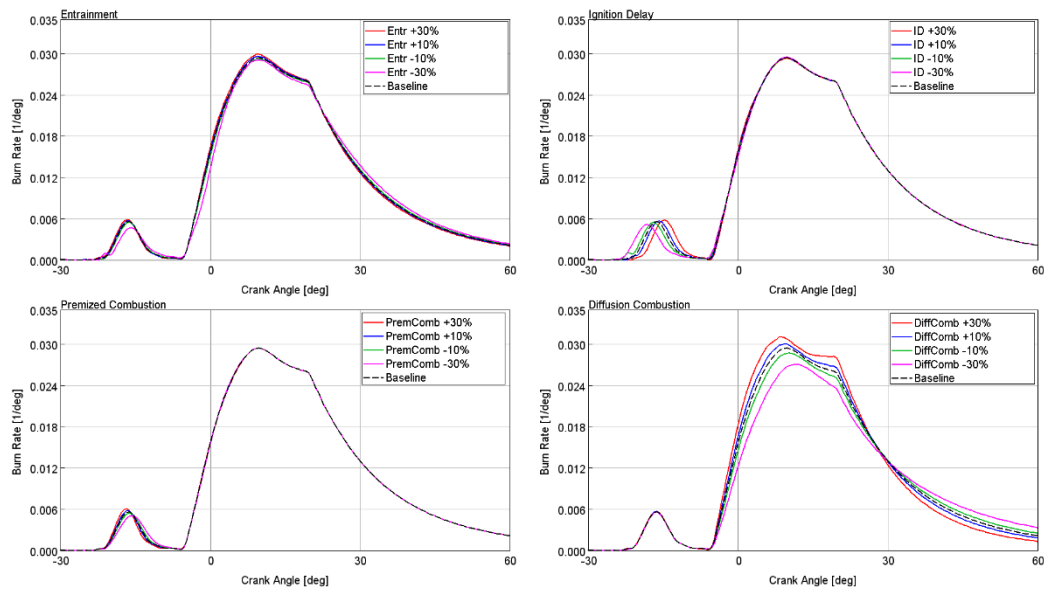 Entrainment
0.035
0.030
0.024
0.018
0.012
0.006
0.000
Burn Rate [1/deg]
Entr +30%
Entr +10%
Entr -10%
Entr -30%
Baseline
-30
0
30
60
Crank Angle [deg]
Ignition Delay
0.035
0.030
0.024
0.018
0.012
0.006
0.000
Burn Rate [1/deg]
ID +30%
ID +10%
ID -10%
ID -30%
Baseline
-30
0
30
60
Crank Angle [deg]
Premized Combustion
0.035
0.030
0.024
0.018
0.012
0.006
0.000
Burn Rate [1/deg]
PremComb +30%
PremComb +10%
PremComb -10%
PremComb -30%
Baseline
-30
0
30
60
Crank Angle [deg]
Diffusion Combustion
0.035
0.030
0.024
0.018
0.012
0.006
0.000
Burn Rate [1/deg]
DiffComb +30%
DiffComb +10%
DiffComb -10%
DiffComb -30%
Baseline
-30
0
30
60
Crank Angle [deg]